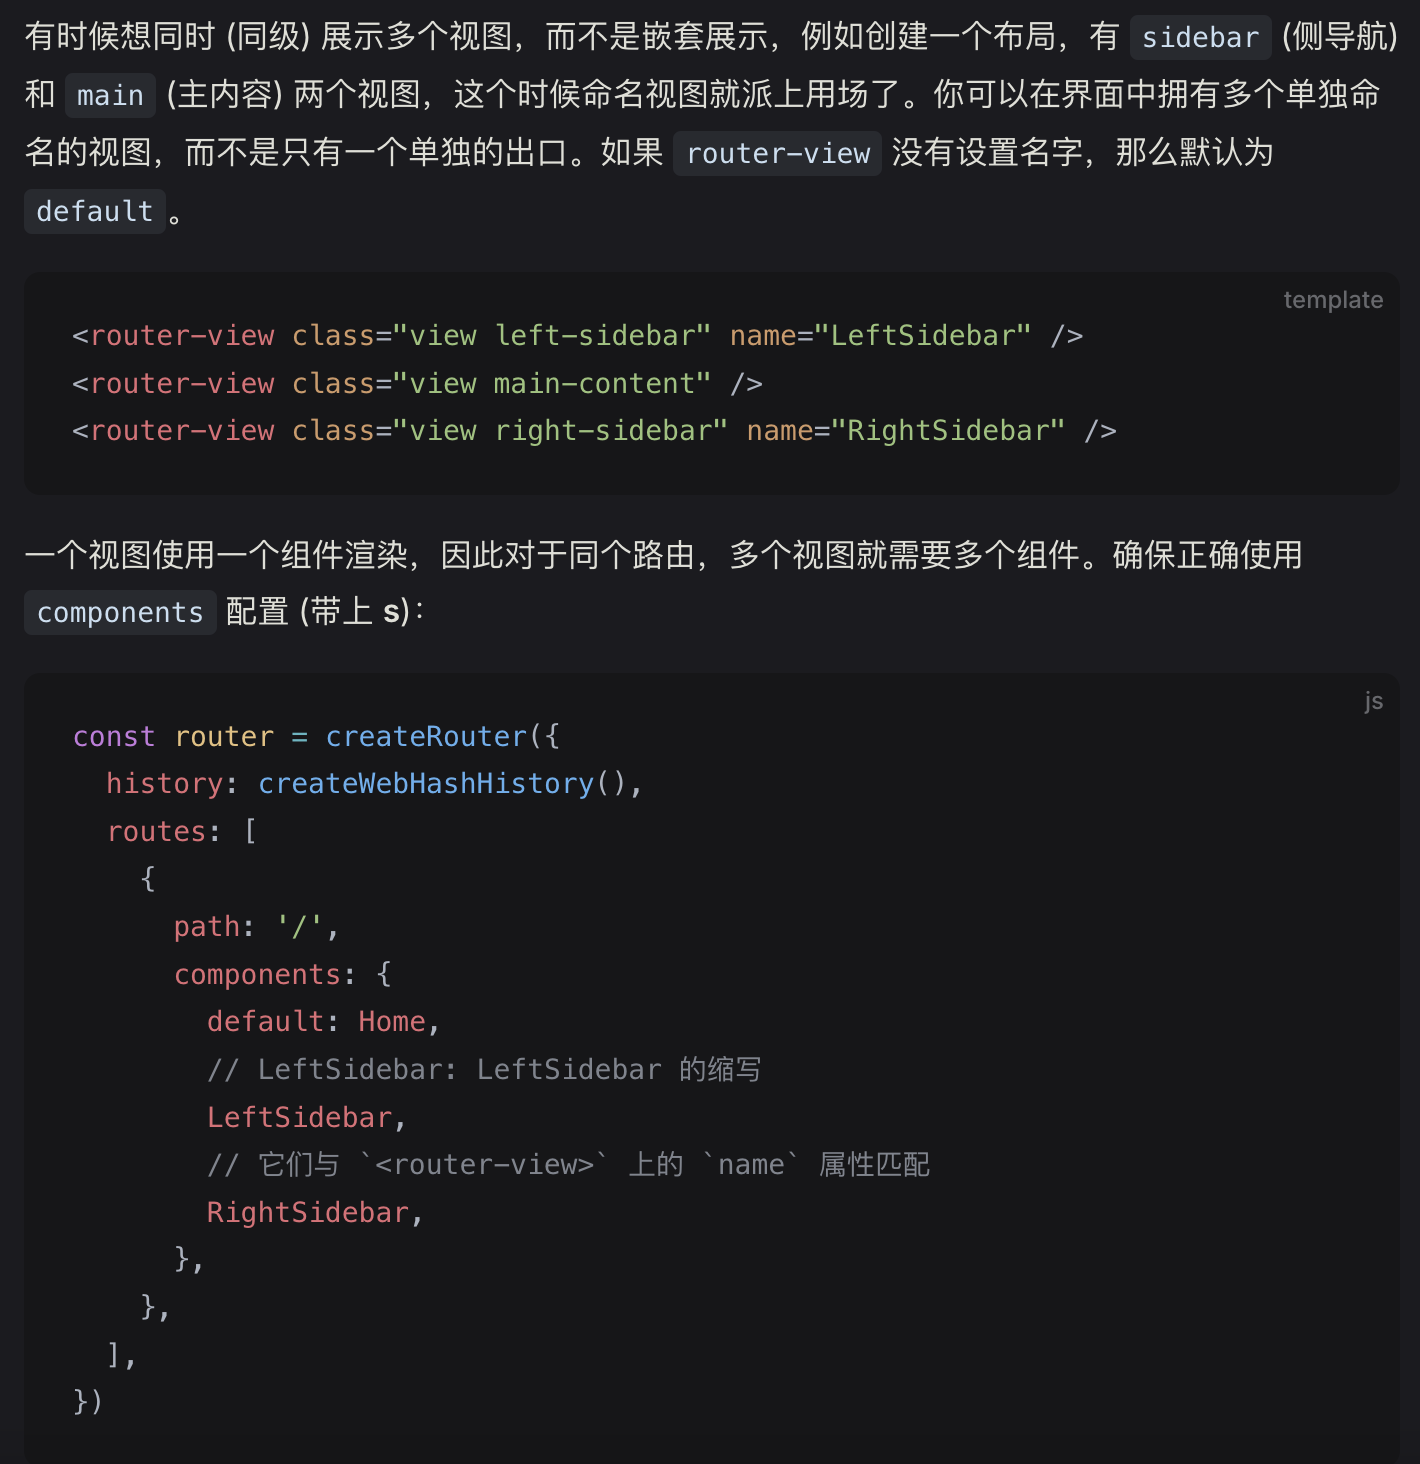 有时候想同时 (同级) 展示多个视图，而不是嵌套展示，例如创建一个布局，有 sidebar (侧导航)
和 main (主内容) 两个视图，这个时候命名视图就派上用场了。你可以在界面中拥有多个单独命
名的视图，而不是只有一个单独的出口。如果 router-view 没有设置名字，那么默认为
default。
template
<router-view class="view left-sidebar" name="LeftSidebar" />
<router-view class="view main-content" />
<router-view class="view right-sidebar" name="RightSidebar" />
一个视图使用一个组件渲染，因此对于同个路由，多个视图就需要多个组件。确保正确使用
components 配置 (带上 s)：
js
const router = createRouter({
  history: createWebHashHistory(),
  routes: [
    {
      path: '/',
      components: {
        default: Home,
        // LeftSidebar: LeftSidebar 的缩写
        LeftSidebar,
        // 它们与 `<router-view>` 上的 `name` 属性匹配
        RightSidebar,
      },
    },
  ],
})